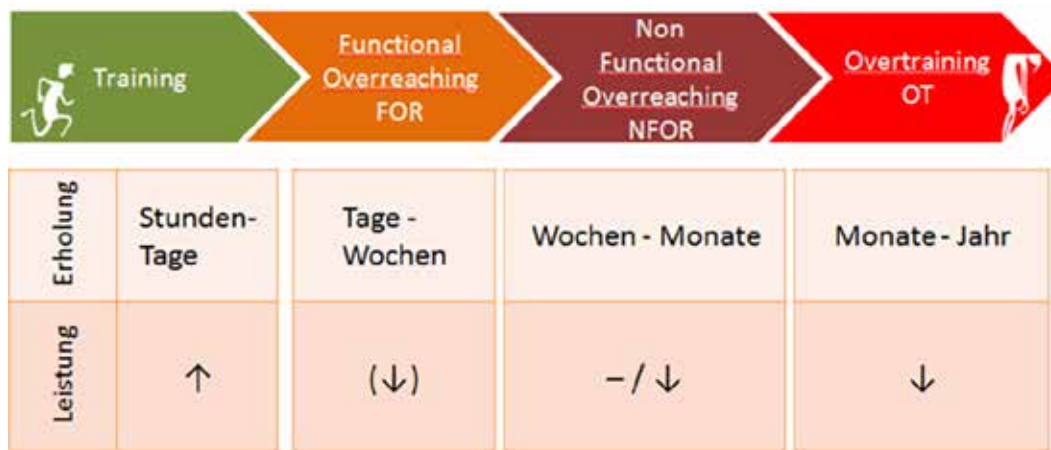 Training
Functional
Overreaching
FOR
Non
Functional
Overreaching
NFOR
Overtraining
OT
Erholung
Stunden-
Tage
Tage -
Wochen
Wochen - Monate
Monate - Jahr
Leistung
↑
(↓)
– / ↓
↓